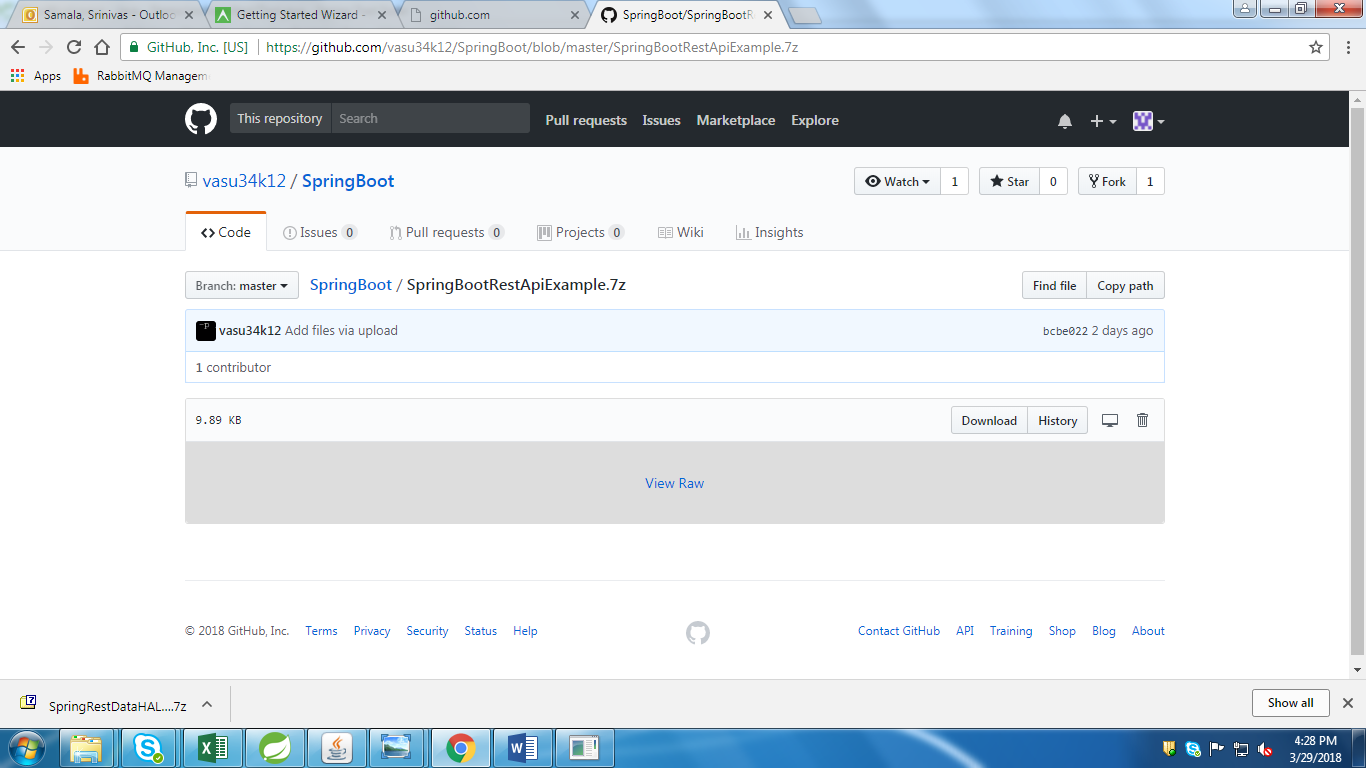 Samala, Srinivas - Outloo
Getting Started Wizard -
github.com
SpringBoot/SpringBootR
GitHub, Inc. [US] https://github.com/vasu34k12/SpringBoot/blob/master/SpringBootRestApiExample.7z
Apps RabbitMQ Managem
This repository Search Pull requests Issues Marketplace Explore
vasu34k12 / SpringBoot
Watch 1 Star 0 Fork 1
Code Issues 0 Pull requests 0 Projects 0 Wiki Insights
Branch: master SpringBoot / SpringBootRestApiExample.7z Find file Copy path
vasu34k12 Add files via upload bcbe022 2 days ago
1 contributor
9.89 KB Download History
View Raw
© 2018 GitHub, Inc. Terms Privacy Security Status Help Contact GitHub API Training Shop Blog About
SpringRestDataHAL....7z Show all
4:28 PM
3/29/2018